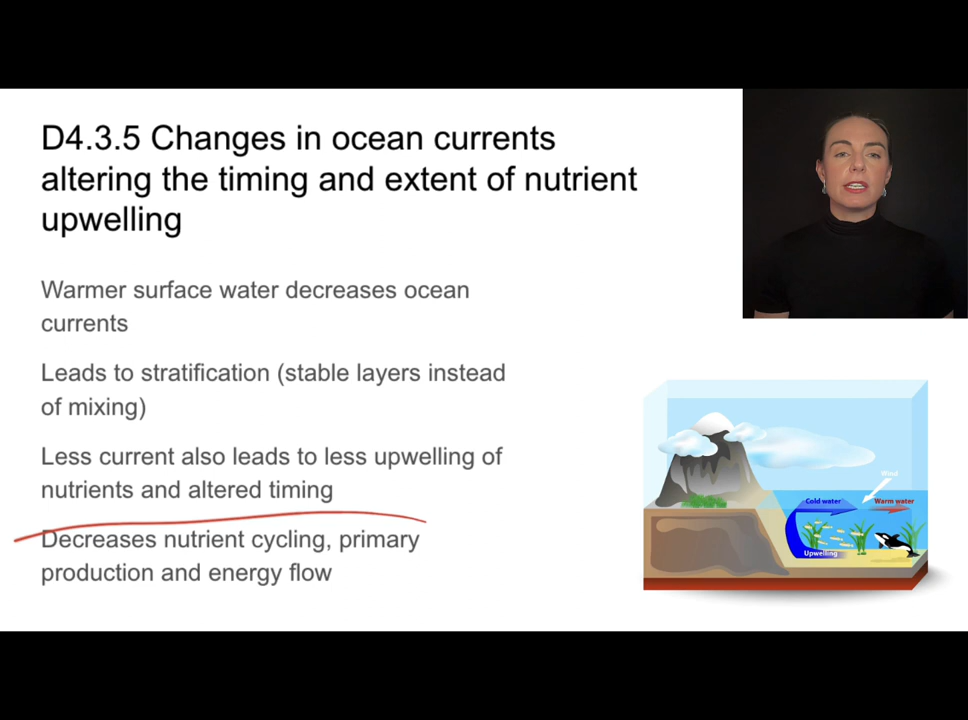 D4.3.5 Changes in ocean currents
altering the timing and extent of nutrient
upwelling
Warmer surface water decreases ocean
currents
Leads to stratification (stable layers instead
of mixing)
Less current also leads to less upwelling of
nutrients and altered timing
Decreases nutrient cycling, primary
production and energy flow
Wind
Cold water
Warm water
Upwelling